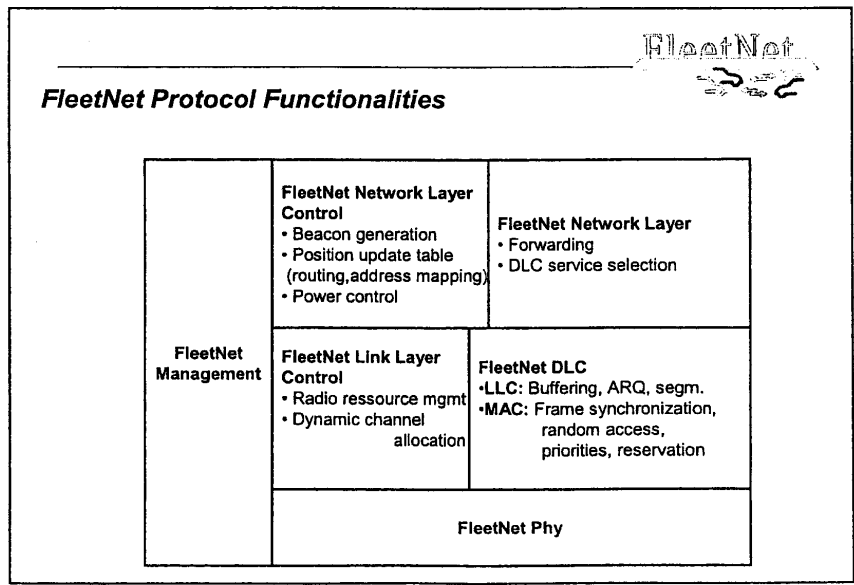 FleetNet
FleetNet Protocol Functionalities
FleetNet Management
FleetNet Network Layer
Control
• Beacon generation
• Position update table
(routing,address mapping)
• Power control
FleetNet Network Layer
• Forwarding
• DLC service selection
FleetNet Link Layer
Control
• Radio ressource mgmt
• Dynamic channel
allocation
FleetNet DLC
•LLC: Buffering, ARQ, segm.
•MAC: Frame synchronization,
random access,
priorities, reservation
FleetNet Phy